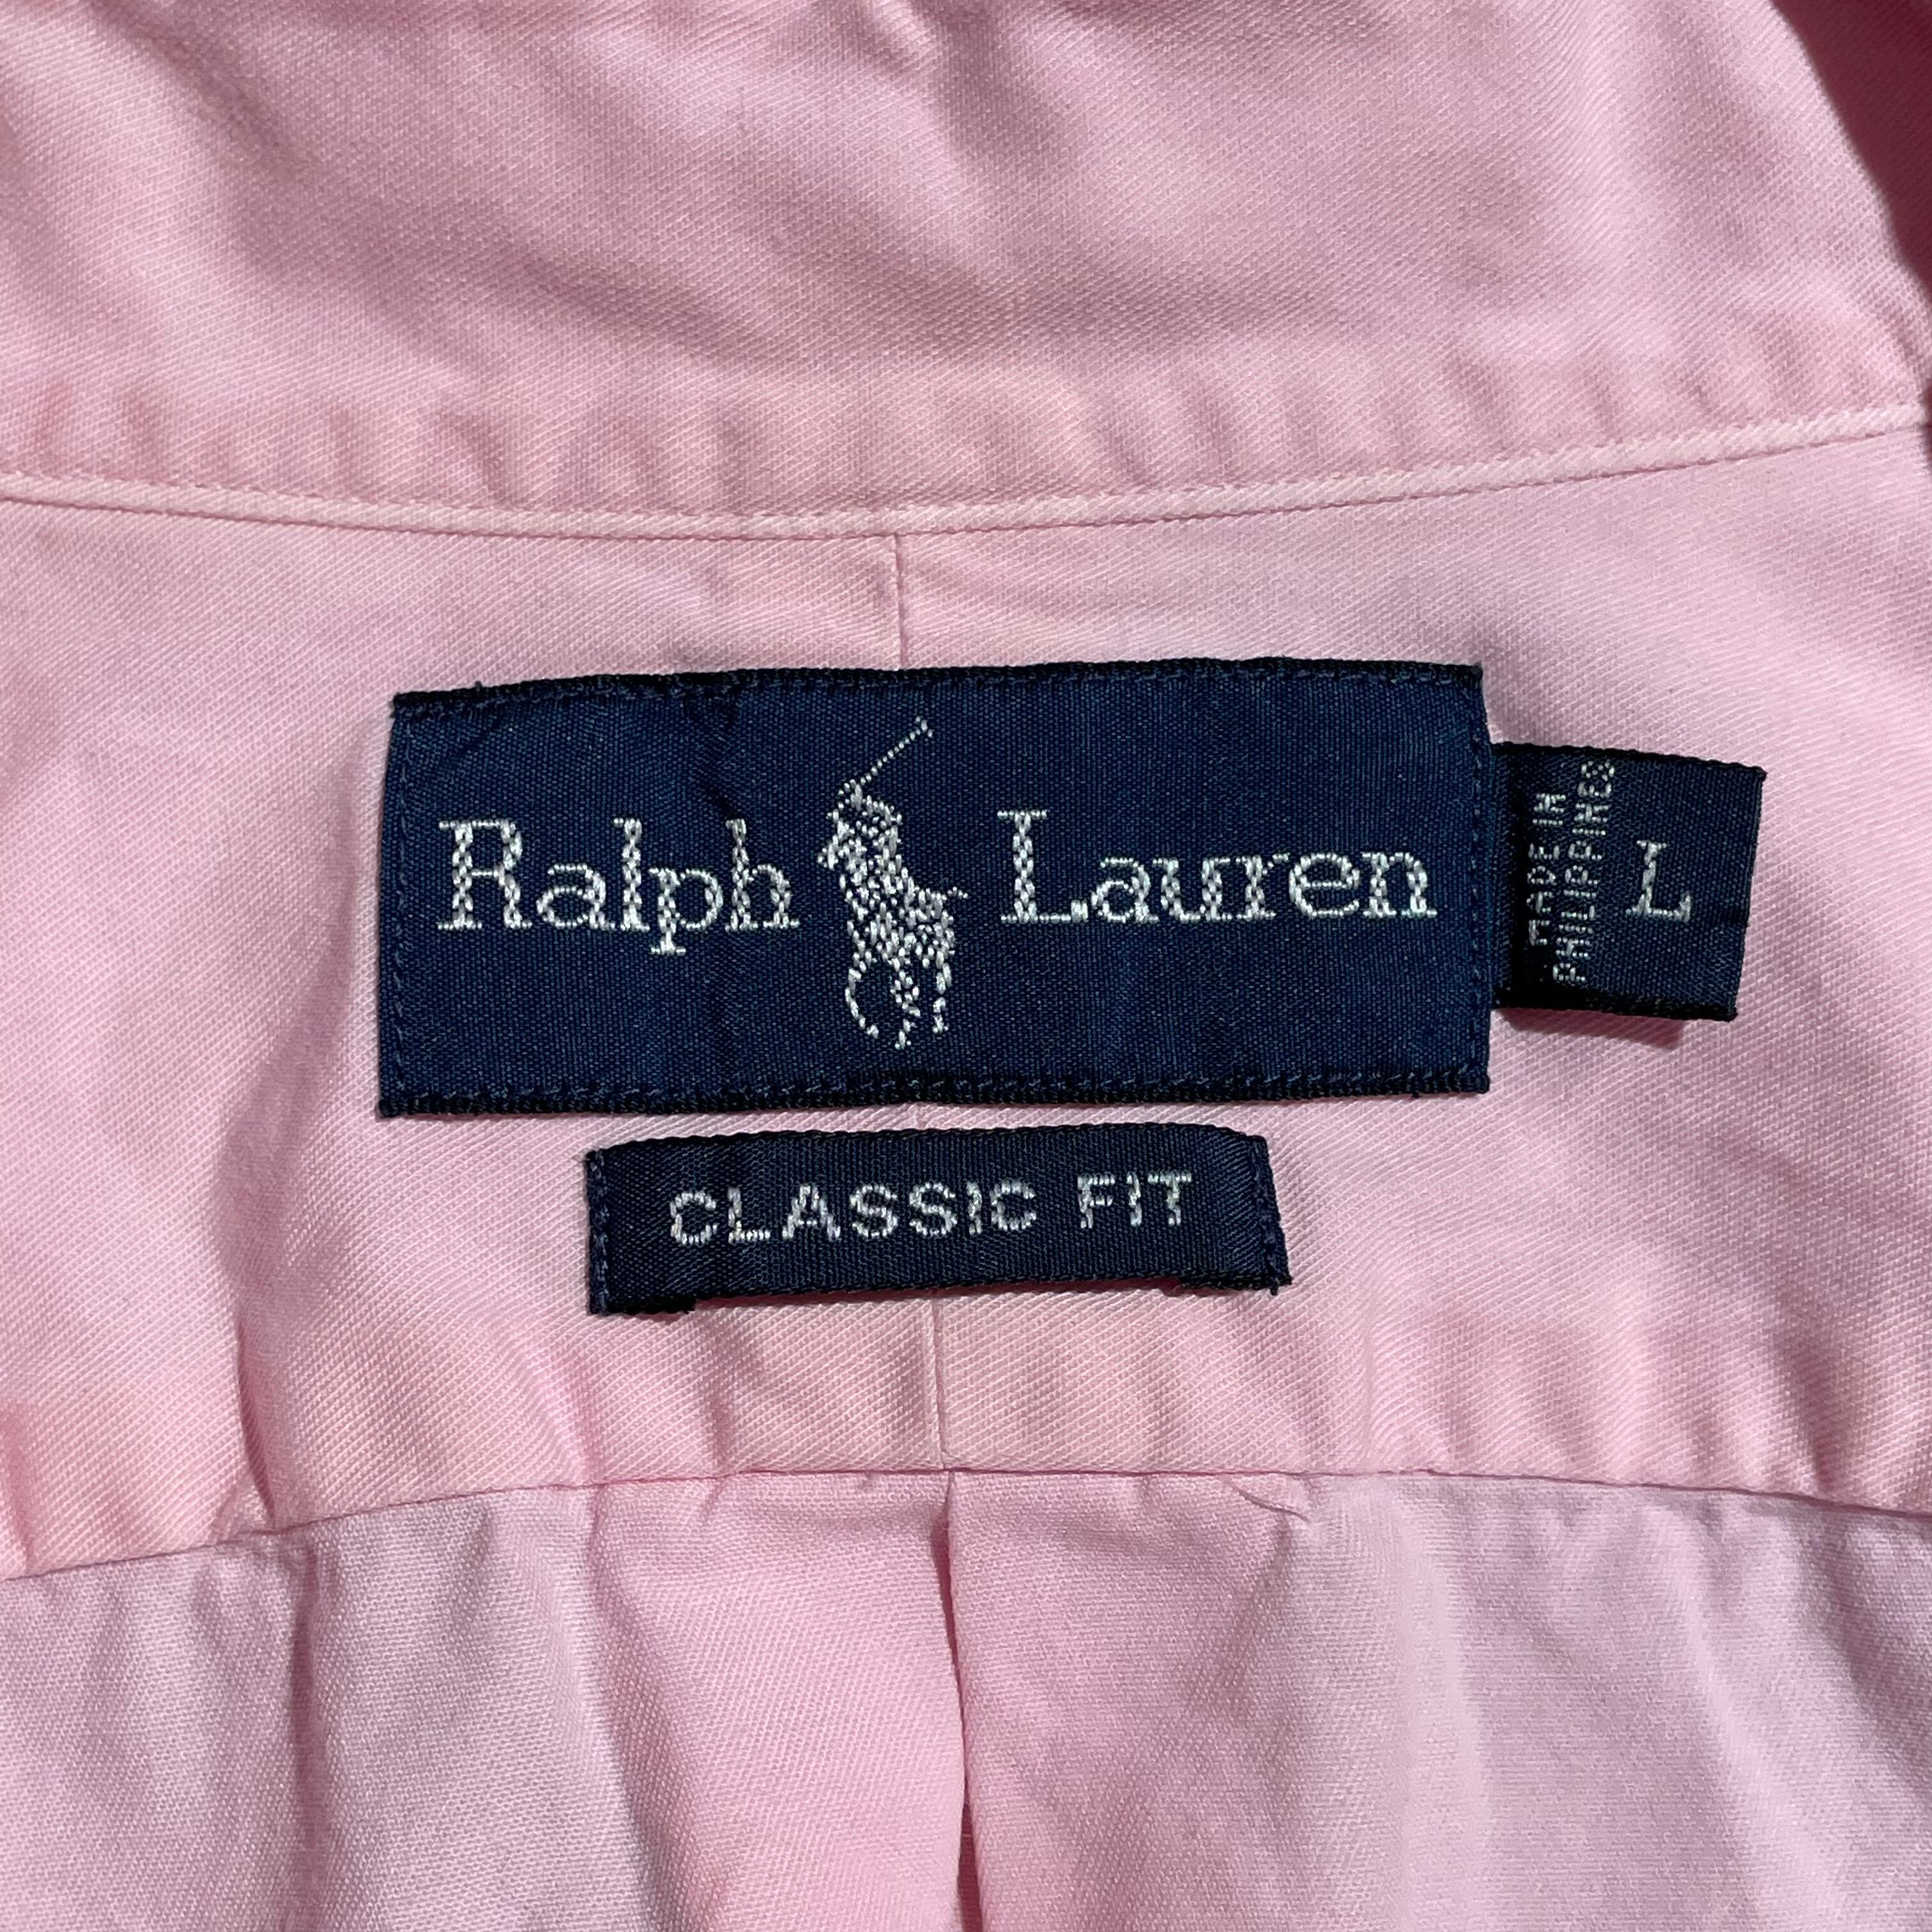 Ralph Lauren
MADE IN
PHILIPPINES
L
CLASSIC FIT